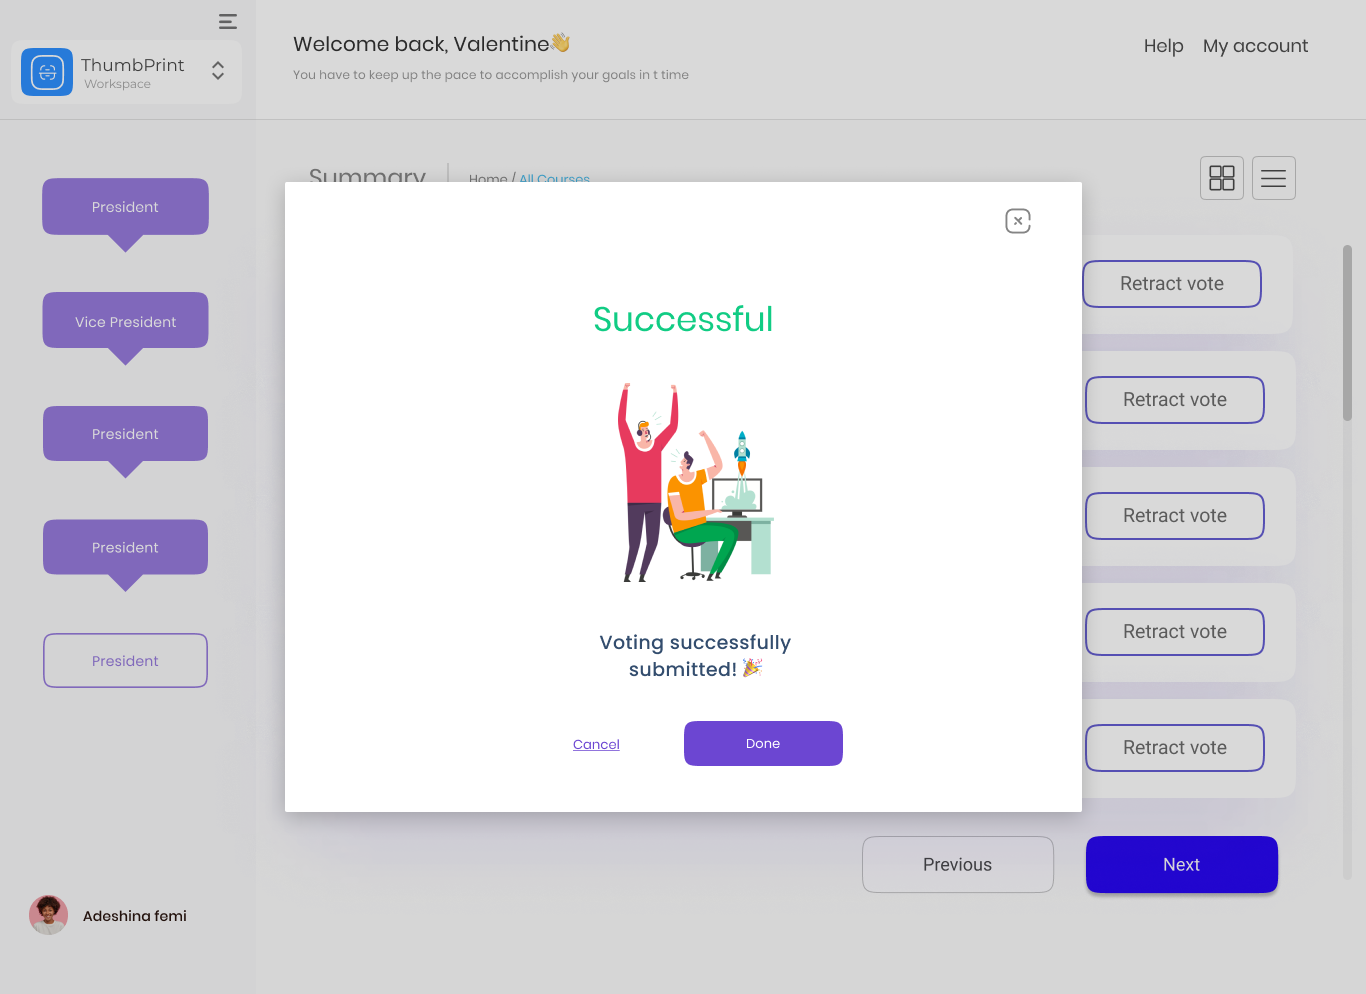 ThumbPrint
Workspace
Welcome back, Valentine👋
You have to keep up the pace to accomplish your goals in t time
Help
My account
President
Vice President
President
President
President
Adeshina femi
Summary
Home / All Courses
Successful
Voting successfully
submitted! 🎉
Cancel
Done
Retract vote
Retract vote
Retract vote
Retract vote
Retract vote
Previous
Next